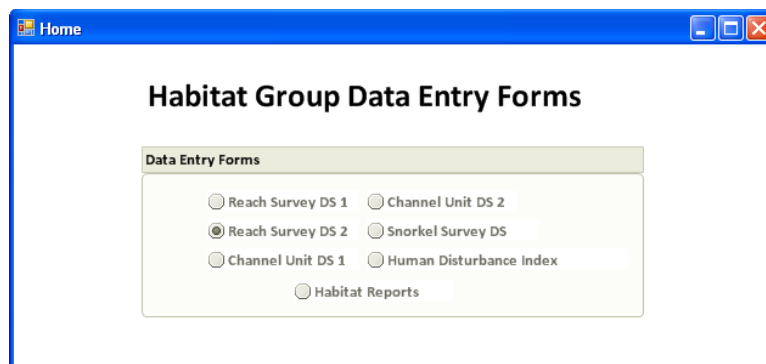 Home
Habitat Group Data Entry Forms
Data Entry Forms
Reach Survey DS 1 Channel Unit DS 2
Reach Survey DS 2 Snorkel Survey DS
Channel Unit DS 1 Human Disturbance Index
Habitat Reports